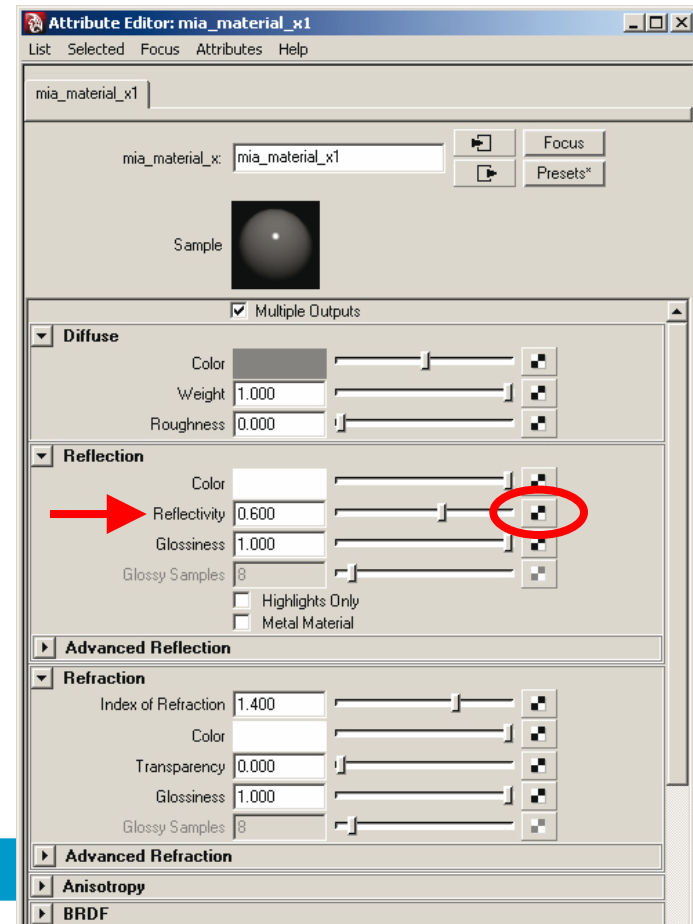 Attribute Editor: mia_material_x1
List Selected Focus Attributes Help
mia_material_x1
mia_material_x: mia_material_x1 Focus
Presets*
Sample
Multiple Outputs
Diffuse
Color
Weight 1.000
Roughness 0.000
Reflection
Color
Reflectivity 0.600
Glossiness 1.000
Glossy Samples 8
Highlights Only
Metal Material
Advanced Reflection
Refraction
Index of Refraction 1.400
Color
Transparency 0.000
Glossiness 1.000
Glossy Samples 8
Advanced Refraction
Anisotropy
BRDF